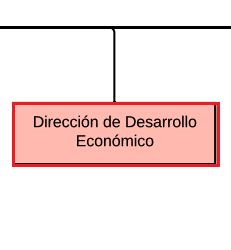 Dirección de Desarrollo
Económico